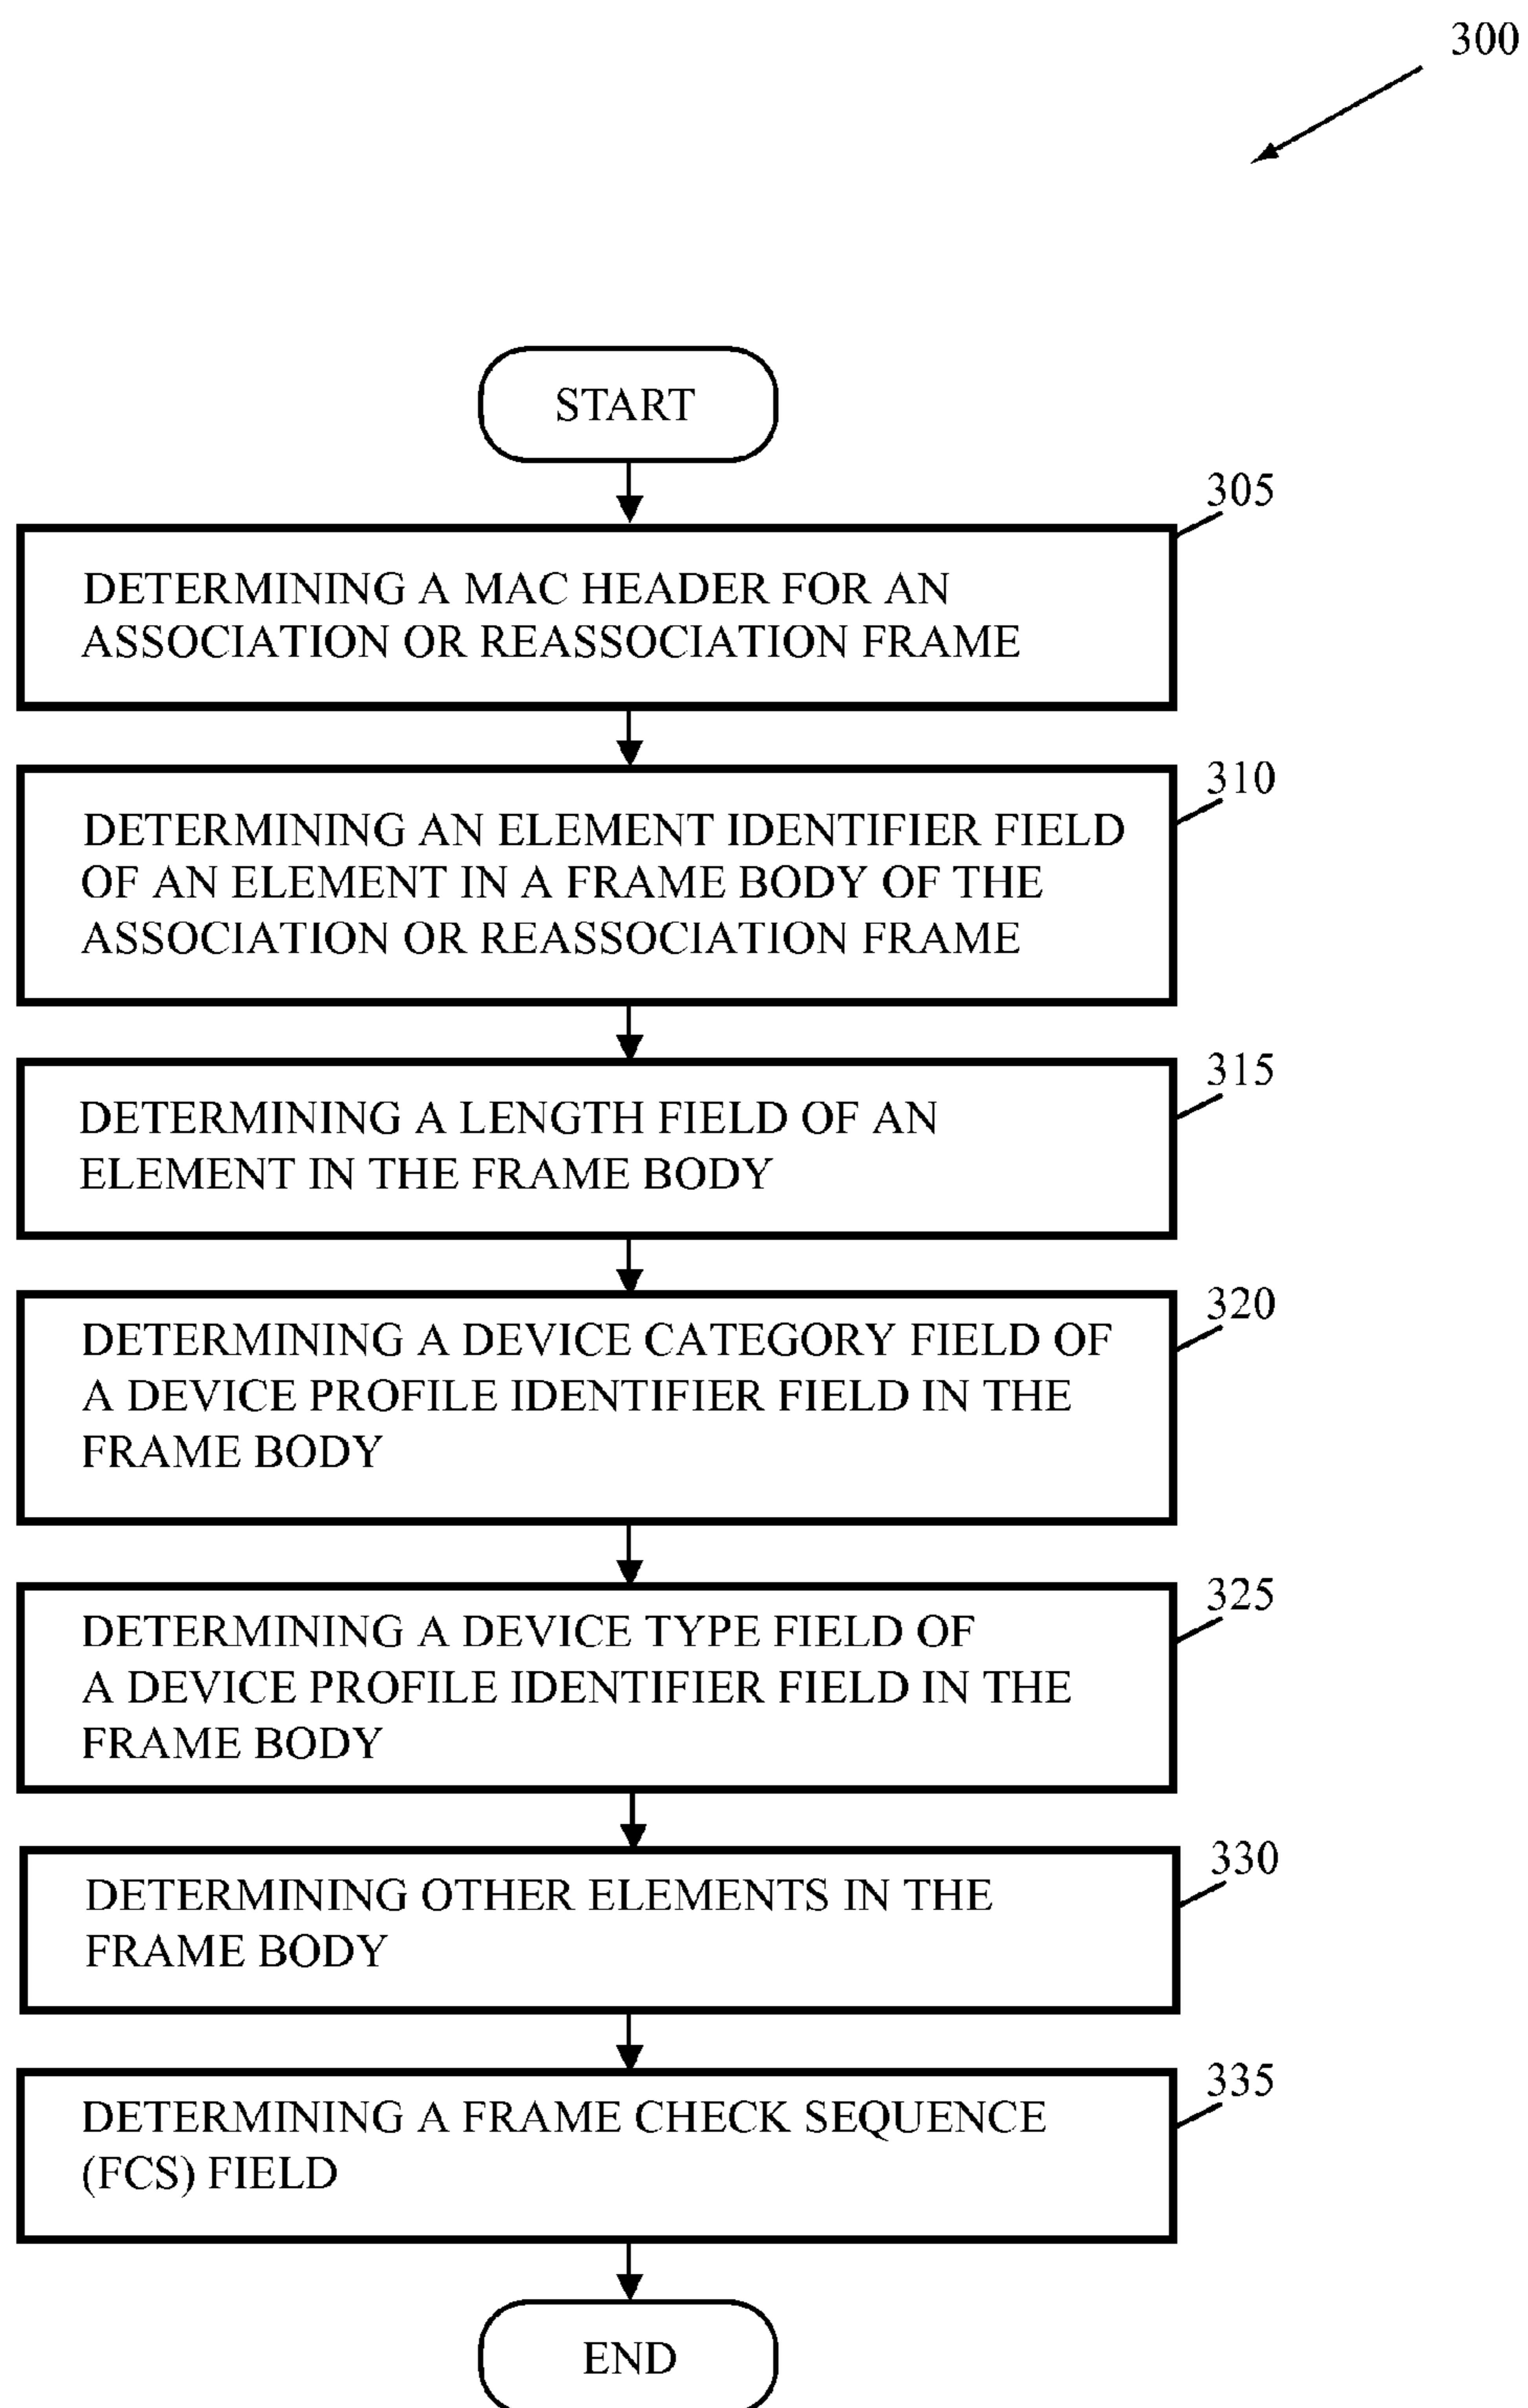 300
START
305
DETERMINING A MAC HEADER FOR AN
ASSOCIATION OR REASSOCIATION FRAME
310
DETERMINING AN ELEMENT IDENTIFIER FIELD
OF AN ELEMENT IN A FRAME BODY OF THE
ASSOCIATION OR REASSOCIATION FRAME
315
DETERMINING A LENGTH FIELD OF AN
ELEMENT IN THE FRAME BODY
320
DETERMINING A DEVICE CATEGORY FIELD OF
A DEVICE PROFILE IDENTIFIER FIELD IN THE
FRAME BODY
325
DETERMINING A DEVICE TYPE FIELD OF
A DEVICE PROFILE IDENTIFIER FIELD IN THE
FRAME BODY
330
DETERMINING OTHER ELEMENTS IN THE
FRAME BODY
335
DETERMINING A FRAME CHECK SEQUENCE
(FCS) FIELD
END